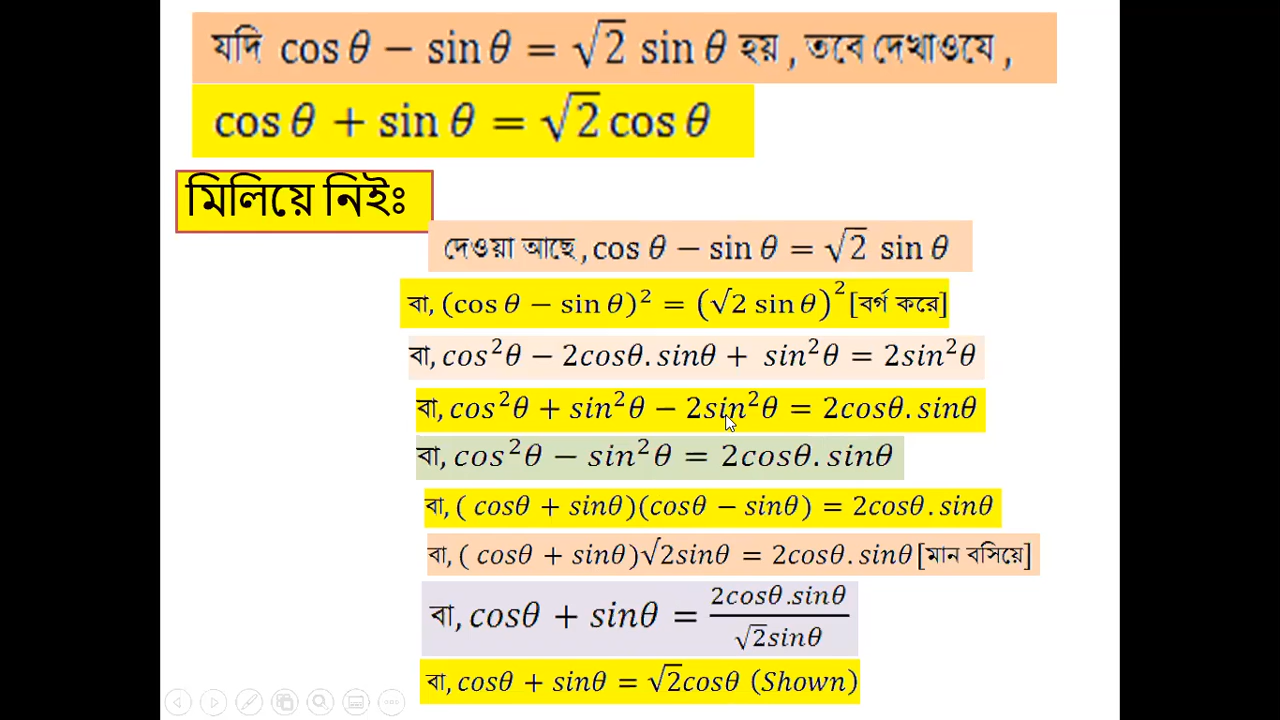 যদি cos θ − sin θ = √2 sin θ হয় , তবে দেখাওযে ,
cos θ + sin θ = √2 cos θ
মিলিয়ে নিইঃ
দেওয়া আছে ,cos θ − sin θ = √2 sin θ
বা, (cos θ − sin θ)² = (√2 sin θ)² [বর্গ করে]
বা, cos²θ − 2cosθ. sinθ + sin²θ = 2sin²θ
বা, cos²θ + sin²θ − 2sin²θ = 2cosθ. sinθ
বা, cos²θ − sin²θ = 2cosθ. sinθ
বা, ( cosθ + sinθ)(cosθ − sinθ) = 2cosθ. sinθ
বা, ( cosθ + sinθ)√2sinθ = 2cosθ. sinθ [মান বসিয়ে]
বা, cosθ + sinθ = 2cosθ.sinθ / √2sinθ
বা, cosθ + sinθ = √2cosθ (Shown)